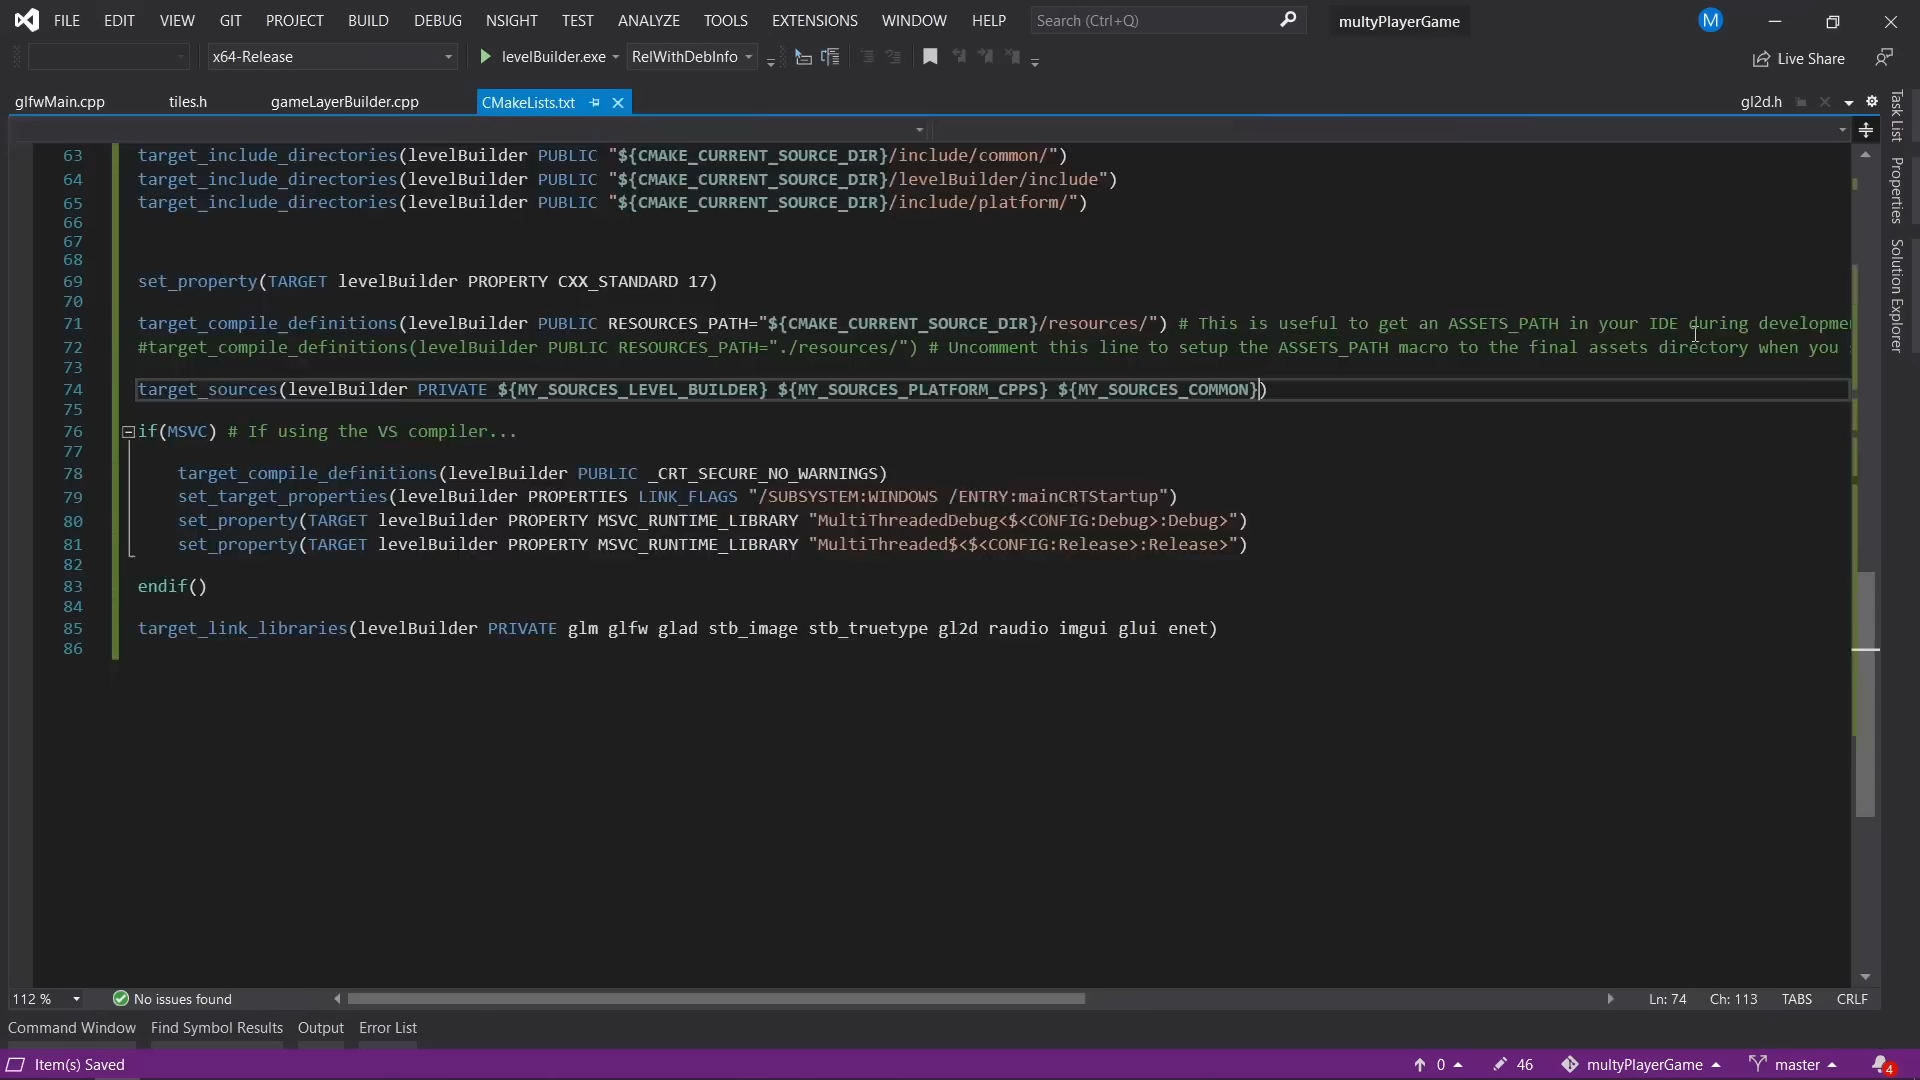 FILE EDIT VIEW GIT PROJECT BUILD DEBUG NSIGHT TEST ANALYZE TOOLS EXTENSIONS WINDOW HELP Search (Ctrl+Q) multyPlayerGame M
x64-Release levelBuilder.exe RelWithDebInfo Live Share
glfwMain.cpp tiles.h gameLayerBuilder.cpp CMakeLists.txt gl2d.h
Task List
Properties
Solution Explorer
63 target_include_directories(levelBuilder PUBLIC "${CMAKE_CURRENT_SOURCE_DIR}/include/common/")
64 target_include_directories(levelBuilder PUBLIC "${CMAKE_CURRENT_SOURCE_DIR}/levelBuilder/include")
65 target_include_directories(levelBuilder PUBLIC "${CMAKE_CURRENT_SOURCE_DIR}/include/platform/")
66
67
68
69 set_property(TARGET levelBuilder PROPERTY CXX_STANDARD 17)
70
71 target_compile_definitions(levelBuilder PUBLIC RESOURCES_PATH="${CMAKE_CURRENT_SOURCE_DIR}/resources/") # This is useful to get an ASSETS_PATH in your IDE during developmen
72 #target_compile_definitions(levelBuilder PUBLIC RESOURCES_PATH="./resources/") # Uncomment this line to setup the ASSETS_PATH macro to the final assets directory when you
73
74 target_sources(levelBuilder PRIVATE ${MY_SOURCES_LEVEL_BUILDER} ${MY_SOURCES_PLATFORM_CPPS} ${MY_SOURCES_COMMON})
75
76 if(MSVC) # If using the VS compiler...
77
78 target_compile_definitions(levelBuilder PUBLIC _CRT_SECURE_NO_WARNINGS)
79 set_target_properties(levelBuilder PROPERTIES LINK_FLAGS "/SUBSYSTEM:WINDOWS /ENTRY:mainCRTStartup")
80 set_property(TARGET levelBuilder PROPERTY MSVC_RUNTIME_LIBRARY "MultiThreadedDebug<$<CONFIG:Debug>:Debug>")
81 set_property(TARGET levelBuilder PROPERTY MSVC_RUNTIME_LIBRARY "MultiThreaded$<$<CONFIG:Release>:Release>")
82
83 endif()
84
85 target_link_libraries(levelBuilder PRIVATE glm glfw glad stb_image stb_truetype gl2d raudio imgui glui enet)
86
112 % No issues found Ln: 74 Ch: 113 TABS CRLF
Command Window Find Symbol Results Output Error List
Item(s) Saved 0 46 multyPlayerGame master 4